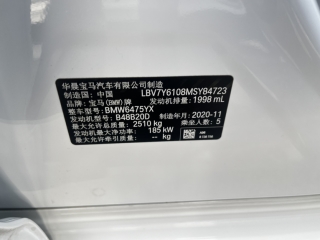 华晨宝马汽车有限公司制造
制造国:中国 LBV7Y6108MSY84723
品牌:宝马(BMW)牌 发动机排量:1998 mL
整车型号:BMW6475YX
发动机型号:B48B20D 制造年月:2020-11
最大允许总质量:2510 kg 乘坐人数:5
发动机最大净功率:185 kW
最大允许牵引质量:-- kg